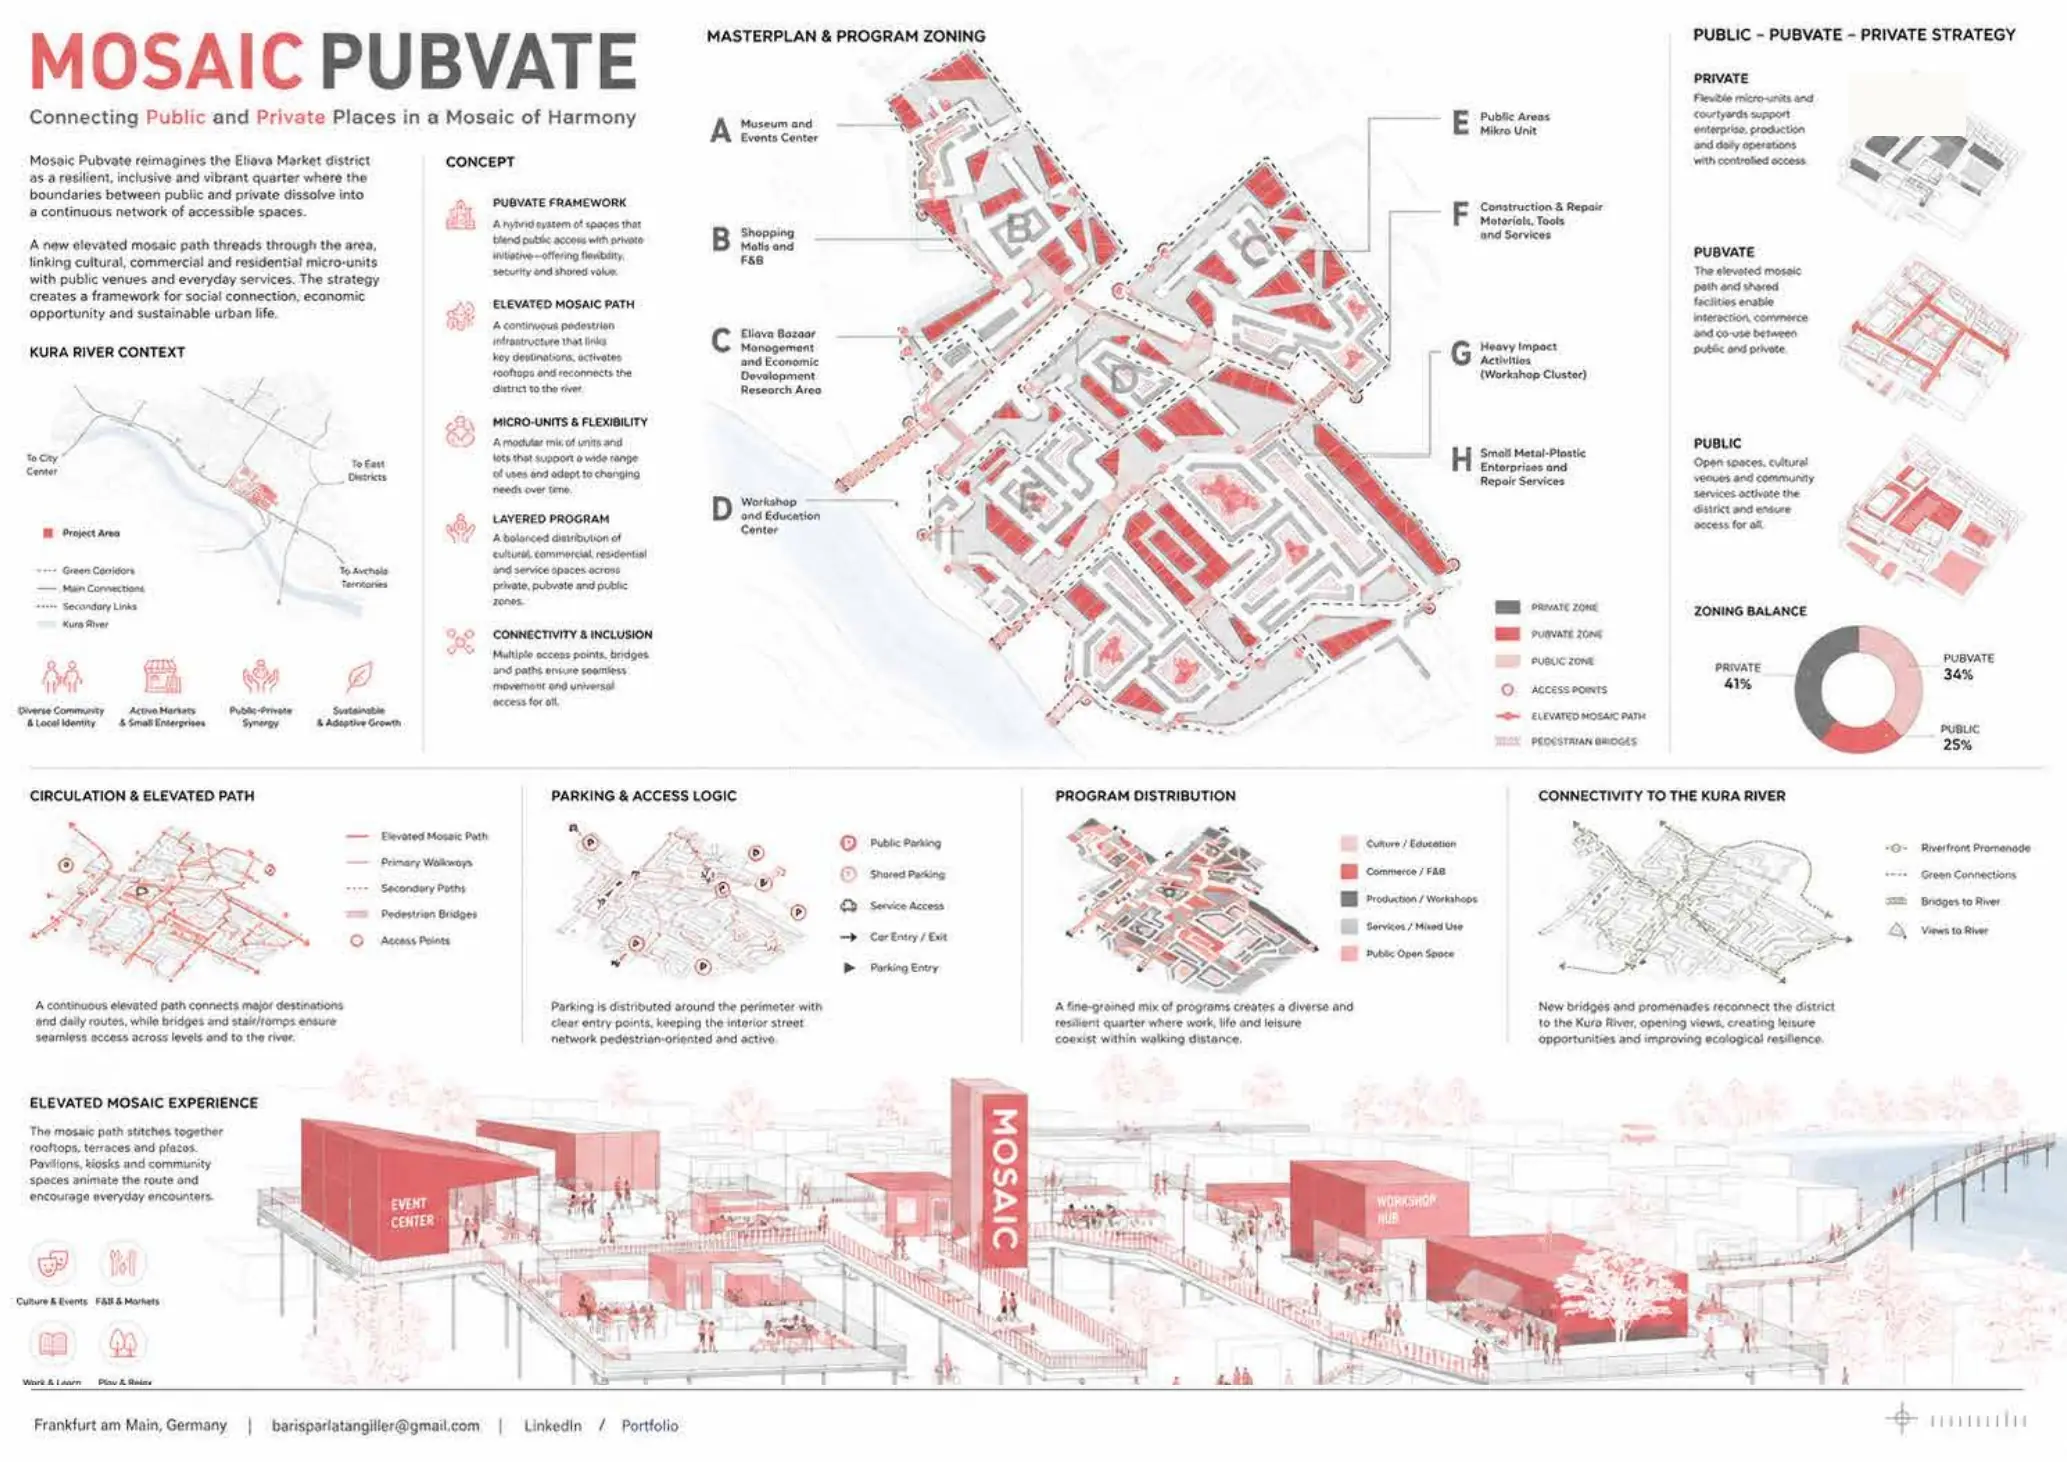 MOSAIC PUBVATE
Connecting Public and Private Places in a Mosaic of Harmony
Mosaic Pubvate reimagines the Eliava Market district
as a resilient, inclusive and vibrant quarter where the
boundaries between public and private dissolve into
a continuous network of accessible spaces.
A new elevated mosaic path threads through the area,
linking cultural, commercial and residential micro-units
with public venues and everyday services. The strategy
creates a framework for social connection, economic
opportunity and sustainable urban life.
KURA RIVER CONTEXT
To City
Center
To East
Districts
To Avchala
Territories
Project Area
Green Corridors
Main Connections
Secondary Links
Kura River
Diverse Community
& Local Identity
Active Markets
& Small Enterprises
Public-Private
Synergy
Sustainable
& Adaptive Growth
CONCEPT
PUBVATE FRAMEWORK
A hybrid system of spaces that
blend public access with private
initiative—offering flexibility,
security and shared value.
ELEVATED MOSAIC PATH
A continuous pedestrian
infrastructure that links
key destinations, activates
rooftops and reconnects the
district to the river.
MICRO-UNITS & FLEXIBILITY
A modular mix of units and
lots that support a wide range
of uses and adapt to changing
needs over time.
LAYERED PROGRAM
A balanced distribution of
cultural, commercial, residential
and service spaces across
private, pubvate and public
zones.
CONNECTIVITY & INCLUSION
Multiple access points, bridges
and paths ensure seamless
movement and universal
access for all.
MASTERPLAN & PROGRAM ZONING
A Museum and
Events Center
B Shopping
Malls and
F&B
C Eliava Bazaar
Management
and Economic
Development
Research Area
D Workshop
and Education
Center
B
C
D
E Public Areas
Mikro Unit
F Construction & Repair
Materials, Tools
and Services
G Heavy Impact
Activities
(Workshop Cluster)
H Small Metal-Plastic
Enterprises and
Repair Services
PRIVATE ZONE
PUBVATE ZONE
PUBLIC ZONE
ACCESS POINTS
ELEVATED MOSAIC PATH
PEDESTRIAN BRIDGES
PUBLIC – PUBVATE – PRIVATE STRATEGY
PRIVATE
Flexible micro-units and
courtyards support
enterprise, production
and daily operations
with controlled access.
PUBVATE
The elevated mosaic
path and shared
facilities enable
interaction, commerce
and co-use between
public and private.
PUBLIC
Open spaces, cultural
venues and community
services activate the
district and ensure
access for all.
ZONING BALANCE
PRIVATE
41%
PUBVATE
34%
PUBLIC
25%
CIRCULATION & ELEVATED PATH
Elevated Mosaic Path
Primary Walkways
Secondary Paths
Pedestrian Bridges
Access Points
A continuous elevated path connects major destinations
and daily routes, while bridges and stair/ramps ensure
seamless access across levels and to the river.
PARKING & ACCESS LOGIC
Public Parking
Shared Parking
Service Access
Car Entry / Exit
Parking Entry
Parking is distributed around the perimeter with
clear entry points, keeping the interior street
network pedestrian-oriented and active.
PROGRAM DISTRIBUTION
Culture / Education
Commerce / F&B
Production / Workshops
Services / Mixed Use
Public Open Space
A fine-grained mix of programs creates a diverse and
resilient quarter where work, life and leisure
coexist within walking distance.
CONNECTIVITY TO THE KURA RIVER
Riverfront Promenade
Green Connections
Bridges to River
Views to River
New bridges and promenades reconnect the district
to the Kura River, opening views, creating leisure
opportunities and improving ecological resilience.
ELEVATED MOSAIC EXPERIENCE
The mosaic path stitches together
rooftops, terraces and plazas.
Pavilions, kiosks and community
spaces animate the route and
encourage everyday encounters.
Culture & Events
F&B & Markets
Work & Learn
Play & Relax
EVENT
CENTER
MOSAIC
WORKSHOP
HUB
Frankfurt am Main, Germany | barisparlatangiller@gmail.com | LinkedIn / Portfolio